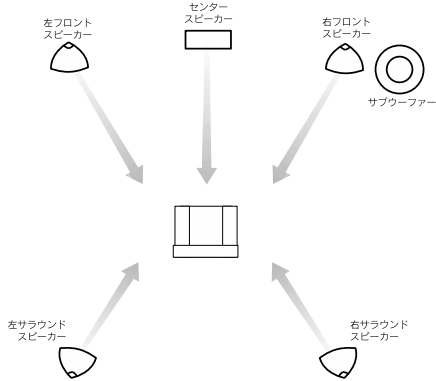 左フロント
スピーカー
センター
スピーカー
右フロント
スピーカー
サブウーファー
左サラウンド
スピーカー
右サラウンド
スピーカー